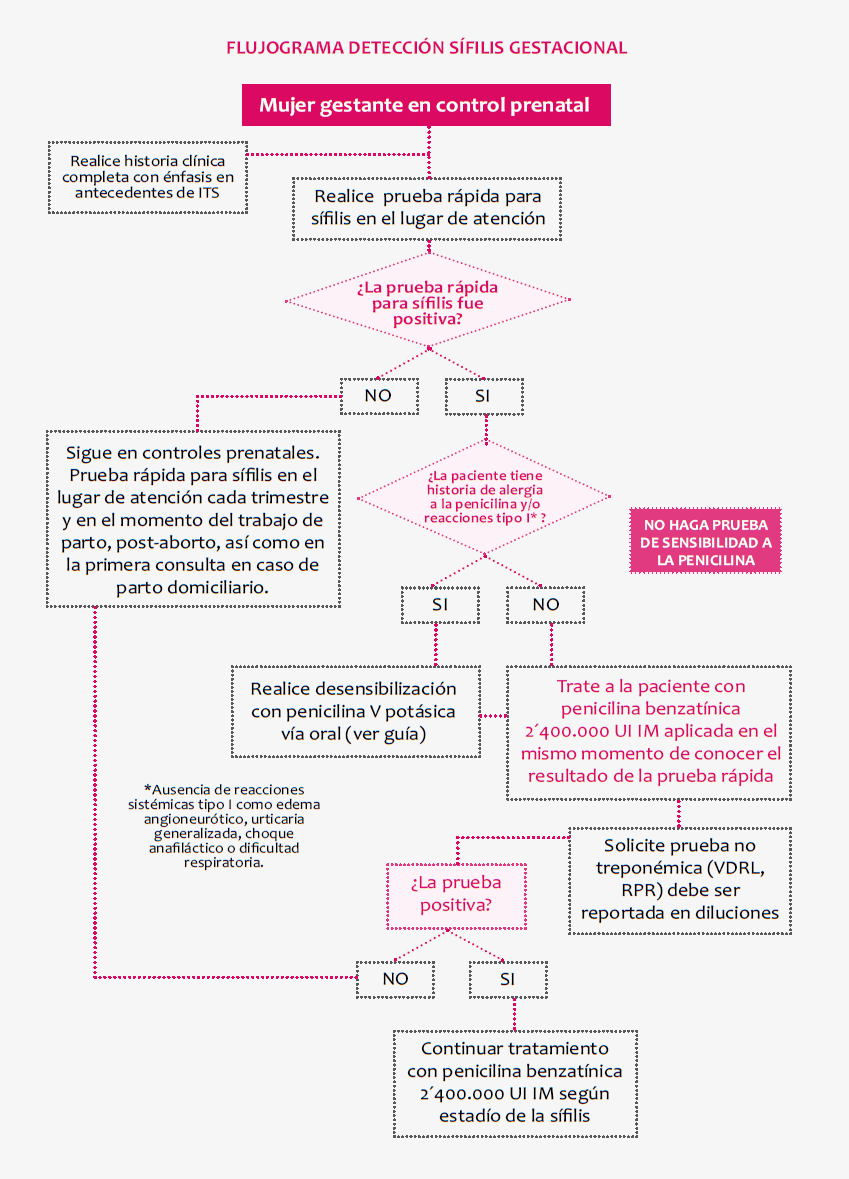 FLUJOGRAMA DETECCIÓN SÍFILIS GESTACIONAL
Mujer gestante en control prenatal
Realice historia clínica
completa con énfasis en
antecedentes de ITS
Realice prueba rápida para
sífilis en el lugar de atención
¿La prueba rápida
para sífilis fue
positiva?
NO
SI
Sigue en controles prenatales.
Prueba rápida para sífilis en el
lugar de atención cada trimestre
y en el momento del trabajo de
parto, post-aborto, así como en
la primera consulta en caso de
parto domiciliario.
¿La paciente tiene
historia de alergia
a la penicilina y/o
reacciones tipo I* ?
NO HAGA PRUEBA
DE SENSIBILIDAD A
LA PENICILINA
SI
NO
Realice desensibilización
con penicilina V potásica
vía oral (ver guía)
Trate a la paciente con
penicilina benzatínica
2´400.000 UI IM aplicada en el
mismo momento de conocer el
resultado de la prueba rápida
*Ausencia de reacciones
sistémicas tipo I como edema
angioneurótico, urticaria
generalizada, choque
anafiláctico o dificultad
respiratoria.
Solicite prueba no
treponémica (VDRL,
RPR) debe ser
reportada en diluciones
¿La prueba
positiva?
NO
SI
Continuar tratamiento
con penicilina benzatínica
2´400.000 UI IM según
estadío de la sífilis